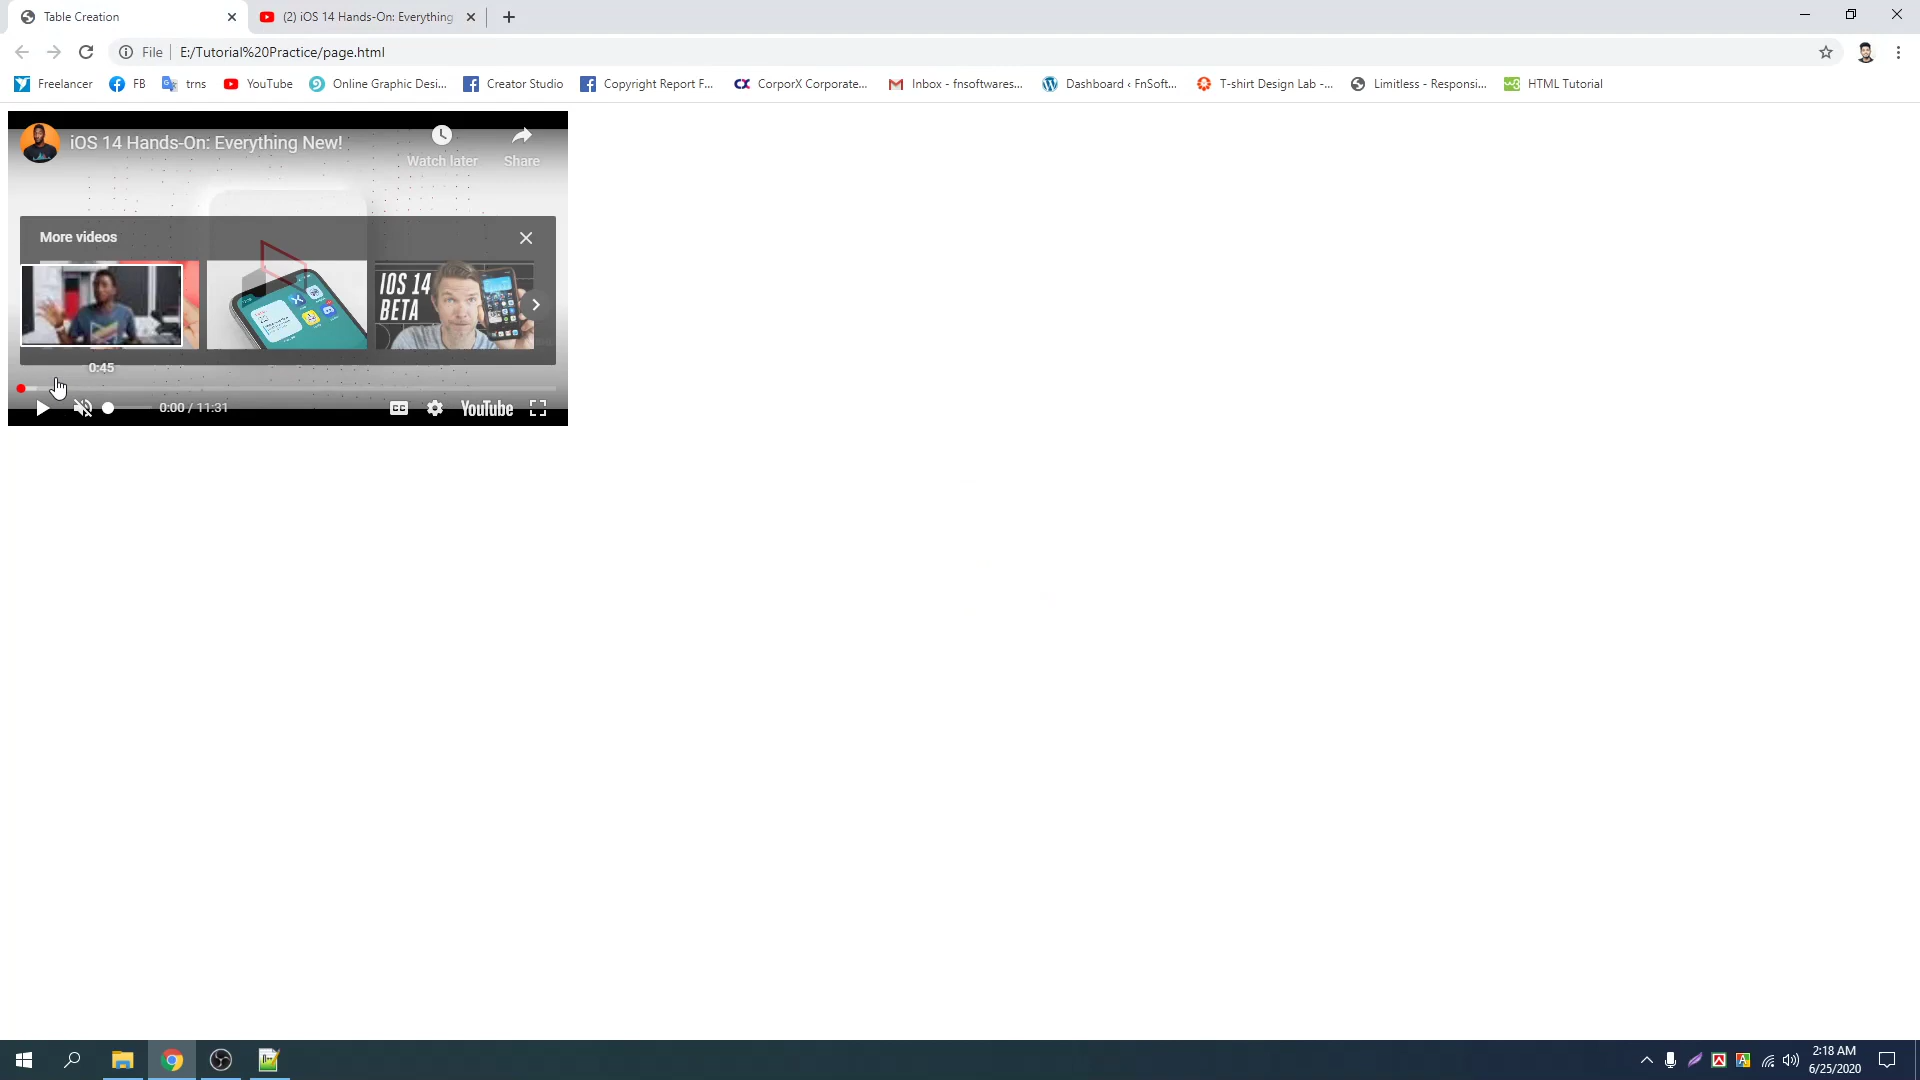 Table Creation
(2) iOS 14 Hands-On: Everything
File
E:/Tutorial%20Practice/page.html
Freelancer
FB
trns
YouTube
Online Graphic Desi...
Creator Studio
Copyright Report F...
CX CorporX Corporate...
Inbox - fnsoftwares...
Dashboard ‹ FnSoft...
T-shirt Design Lab -...
Limitless - Responsi...
HTML Tutorial
iOS 14 Hands-On: Everything New!
Watch later
Share
More videos
IOS 14
BETA
0:45
0:00 / 11:31
CC
YouTube
2:18 AM
6/25/2020